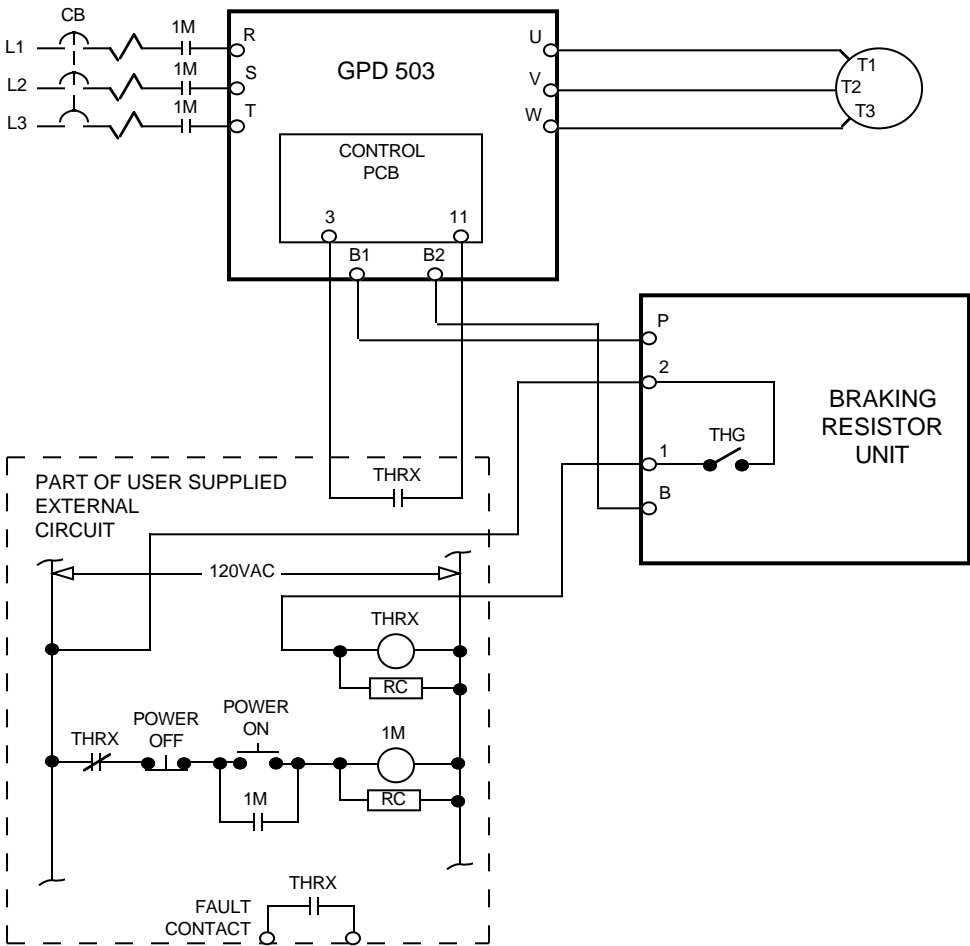 CB
L1
L2
L3
1M
1M
1M
R
S
T
GPD 503
U
V
W
T1
T2
T3
CONTROL
PCB
3
11
B1
B2
P
2
1
B
THG
BRAKING
RESISTOR
UNIT
THRX
PART OF USER SUPPLIED
EXTERNAL
CIRCUIT
120VAC
THRX
RC
THRX
POWER
OFF
POWER
ON
1M
1M
RC
THRX
FAULT
CONTACT